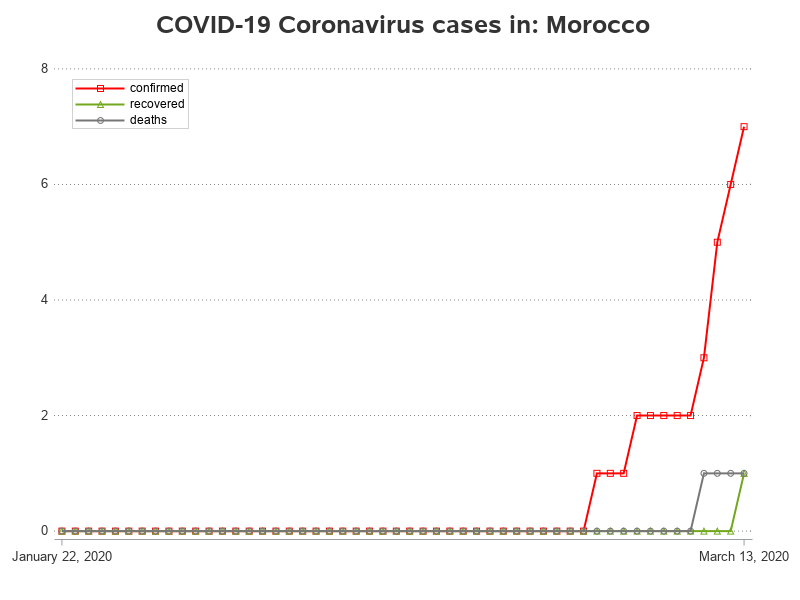 COVID-19 Coronavirus cases in: Morocco
8
confirmed
recovered
deaths
6
4
2
0
January 22, 2020 March 13, 2020